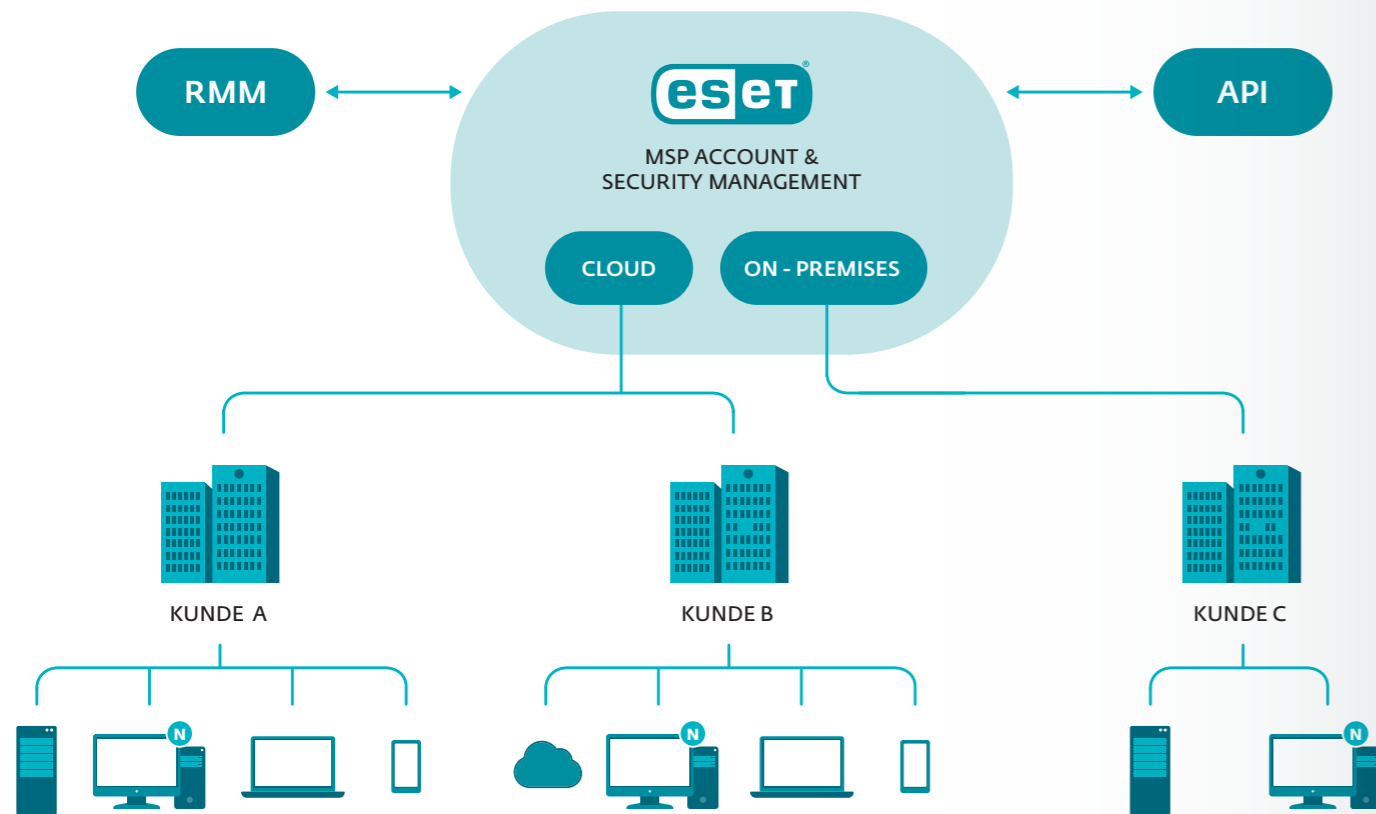 RMM
eset®
API
MSP ACCOUNT &
SECURITY MANAGEMENT
CLOUD
ON - PREMISES
KUNDE A
KUNDE B
KUNDE C
N
N
N